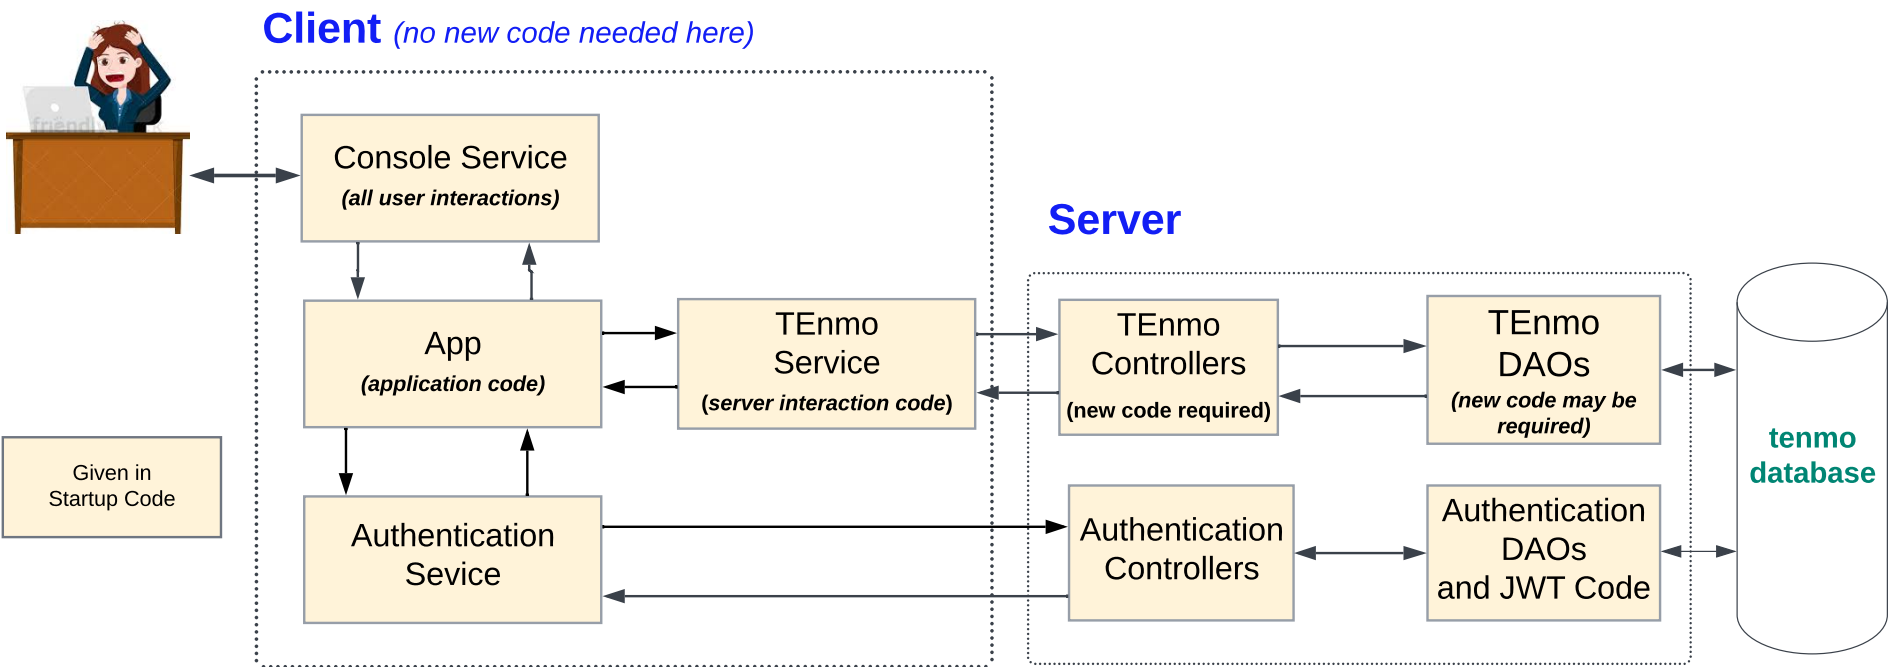 Client (no new code needed here)
friendly
Console Service
(all user interactions)
Server
App
(application code)
TEnmo
Service
(server interaction code)
TEnmo
Controllers
(new code required)
TEnmo
DAOs
(new code may be
required)
tenmo
database
Given in
Startup Code
Authentication
Sevice
Authentication
Controllers
Authentication
DAOs
and JWT Code